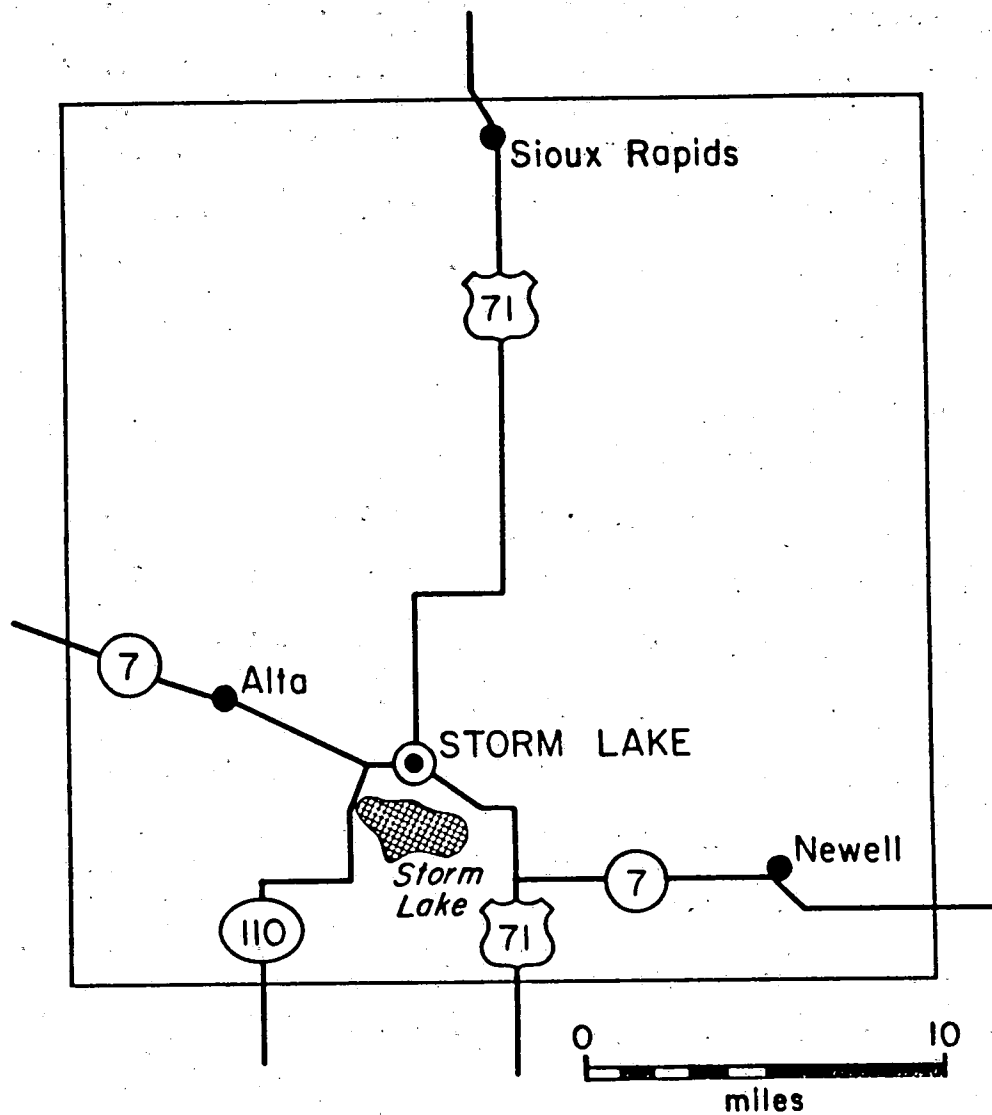 Sioux Rapids
71
7
Alta
STORM LAKE
Storm
Lake
Newell
7
110
71
0 10
miles